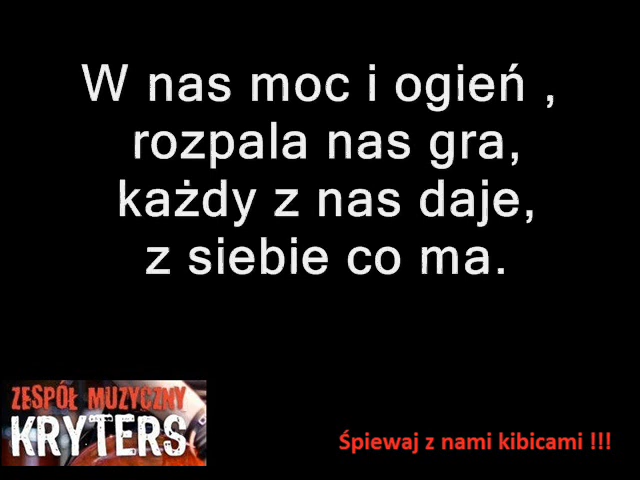 W nas moc i ogień ,
rozpala nas gra,
każdy z nas daje,
z siebie co ma.
ZESPÓŁ MUZYCZNY
KRYTERS
Śpiewaj z nami kibicami !!!